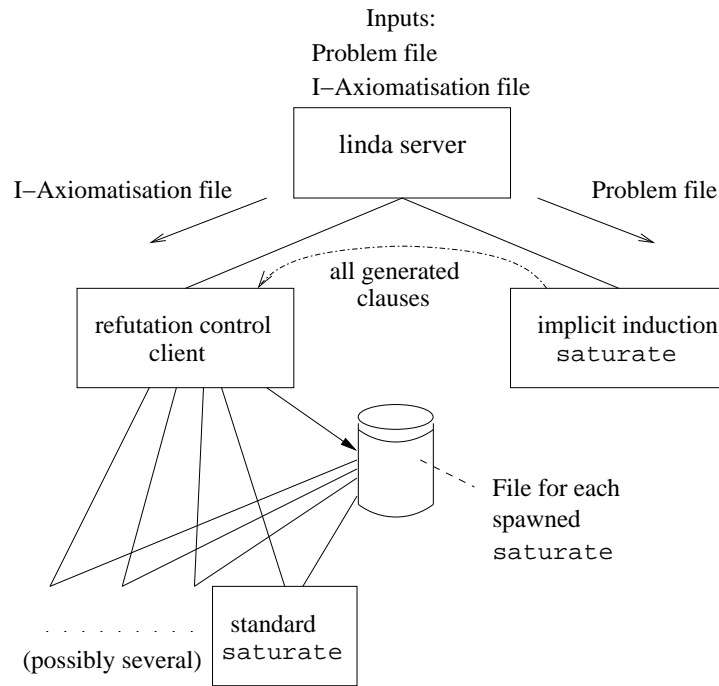 Inputs:
Problem file
I–Axiomatisation file
linda server
I–Axiomatisation file
Problem file
all generated
clauses
refutation control
client
implicit induction
saturate
File for each
spawned
saturate
standard
saturate
(possibly several)